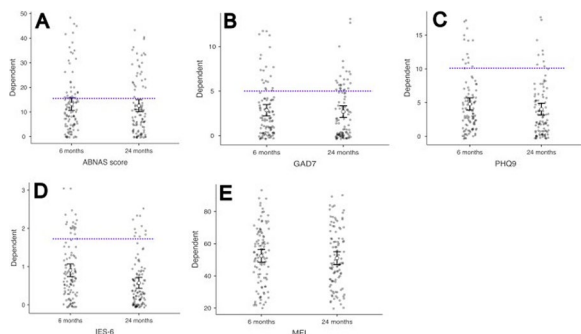 A
50
40
30
20
10
0
Dependent
6 months 24 months
ABNAS score
B
10
5
0
Dependent
6 months 24 months
GAD7
C
15
10
5
0
Dependent
6 months 24 months
PHQ9
D
3
2
1
0
Dependent
6 months 24 months
IES-6
E
80
60
40
20
Dependent
6 months 24 months
MFI